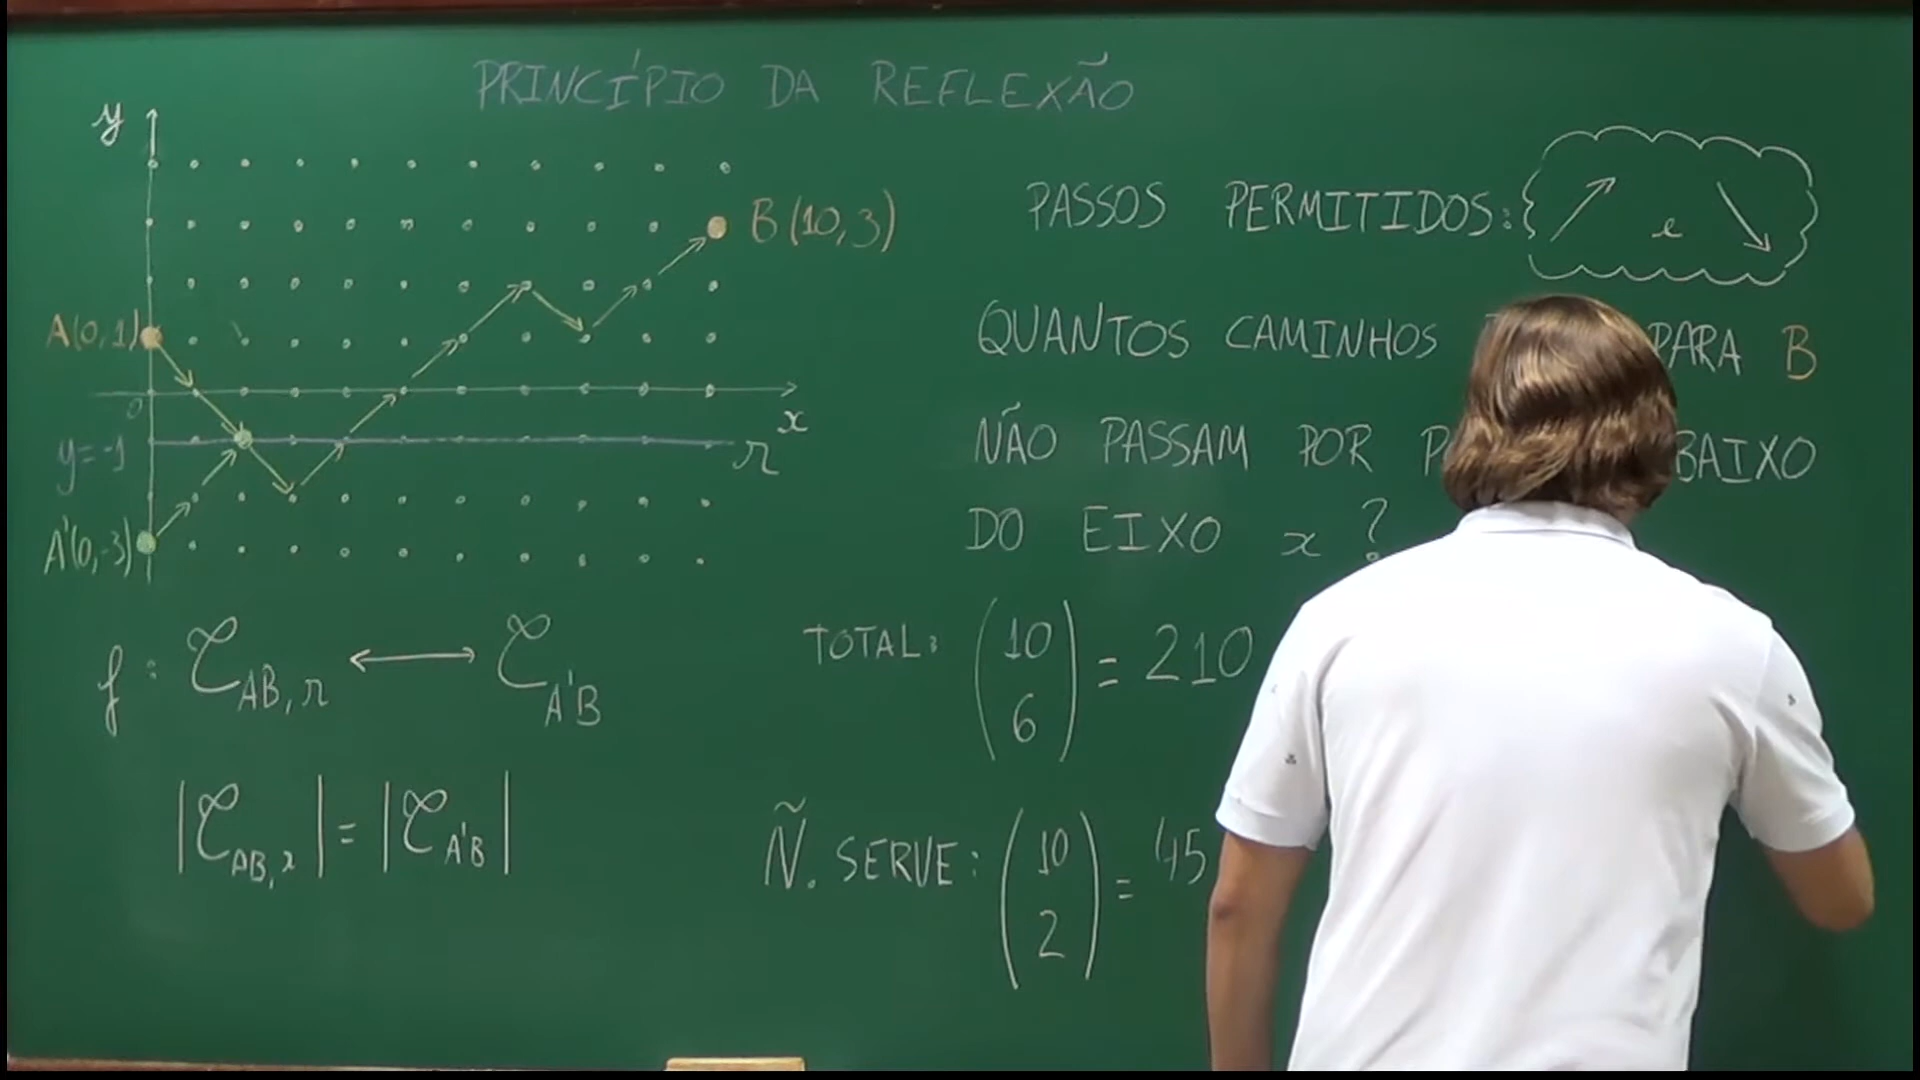 PRINCÍPIO DA REFLEXÃO
y
B (10,3)
A(0,1)
0
x
y=-1
r
A'(0,-3)
PASSOS PERMITIDOS: ↗ e ↘
QUANTOS CAMINHOS PARA B
NÃO PASSAM POR BAIXO
DO EIXO x ?
f : 𝒞AB,r ↔ 𝒞A'B
|𝒞AB,r| = |𝒞A'B|
TOTAL: (10 6) = 210
Ñ. SERVE: (10 2) = 45